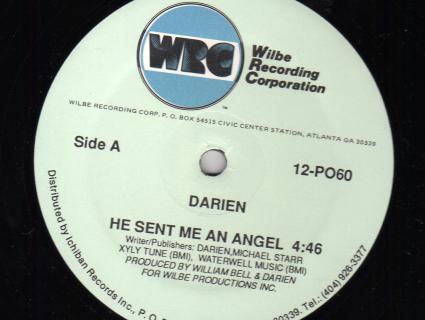 WRC
Wilbe
Recording
Corporation
TM
WILBE RECORDING CORP. P. O. BOX 54515 CIVIC CENTER STATION, ATLANTA GA 30339
Side A
12-PO60
DARIEN
HE SENT ME AN ANGEL 4:46
Writer/Publishers: DARIEN,MICHAEL STARR
XYLY TUNE (BMI), WATERWELL MUSIC (BMI)
PRODUCED BY WILLIAM BELL & DARIEN
FOR WILBE PRODUCTIONS INC.
Distributed by Ichiban Records Inc., P. O. 30339. Tel.: (404) 926-3377